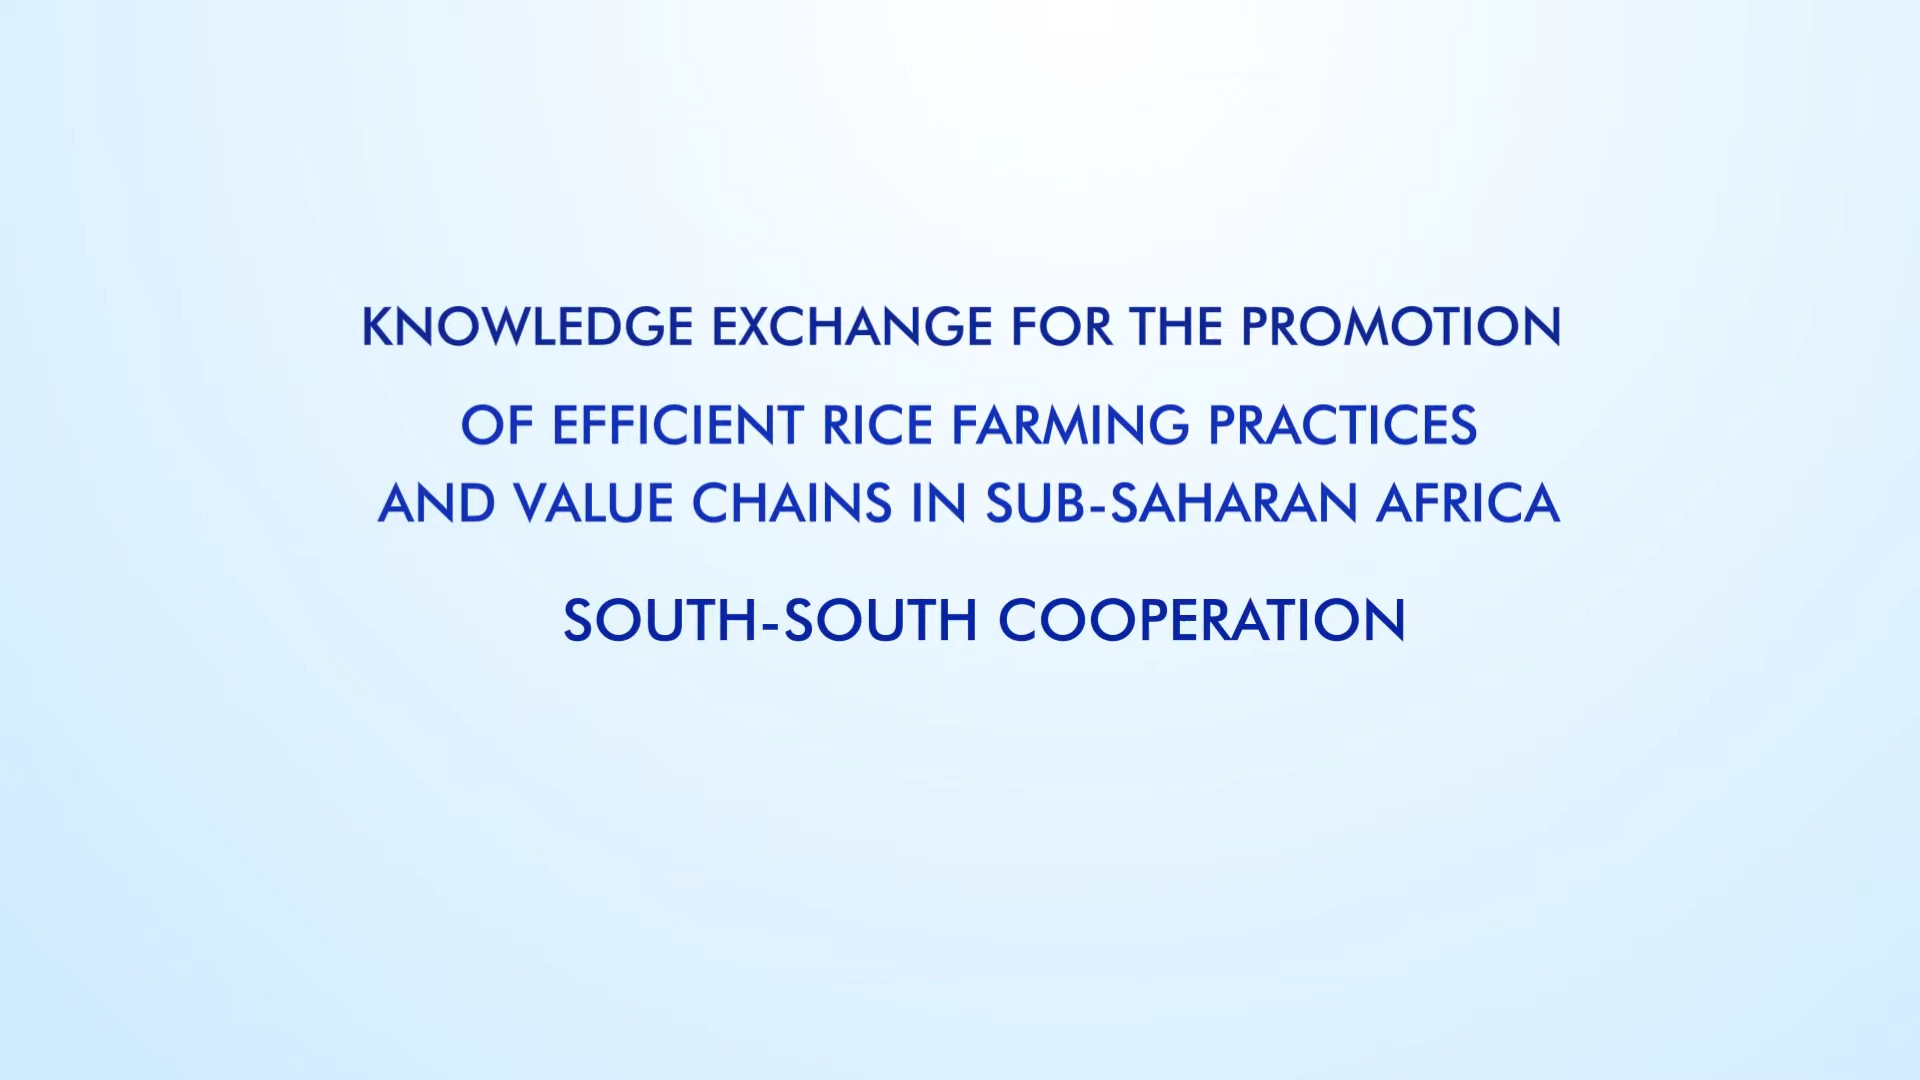 KNOWLEDGE EXCHANGE FOR THE PROMOTION
OF EFFICIENT RICE FARMING PRACTICES
AND VALUE CHAINS IN SUB-SAHARAN AFRICA
SOUTH-SOUTH COOPERATION